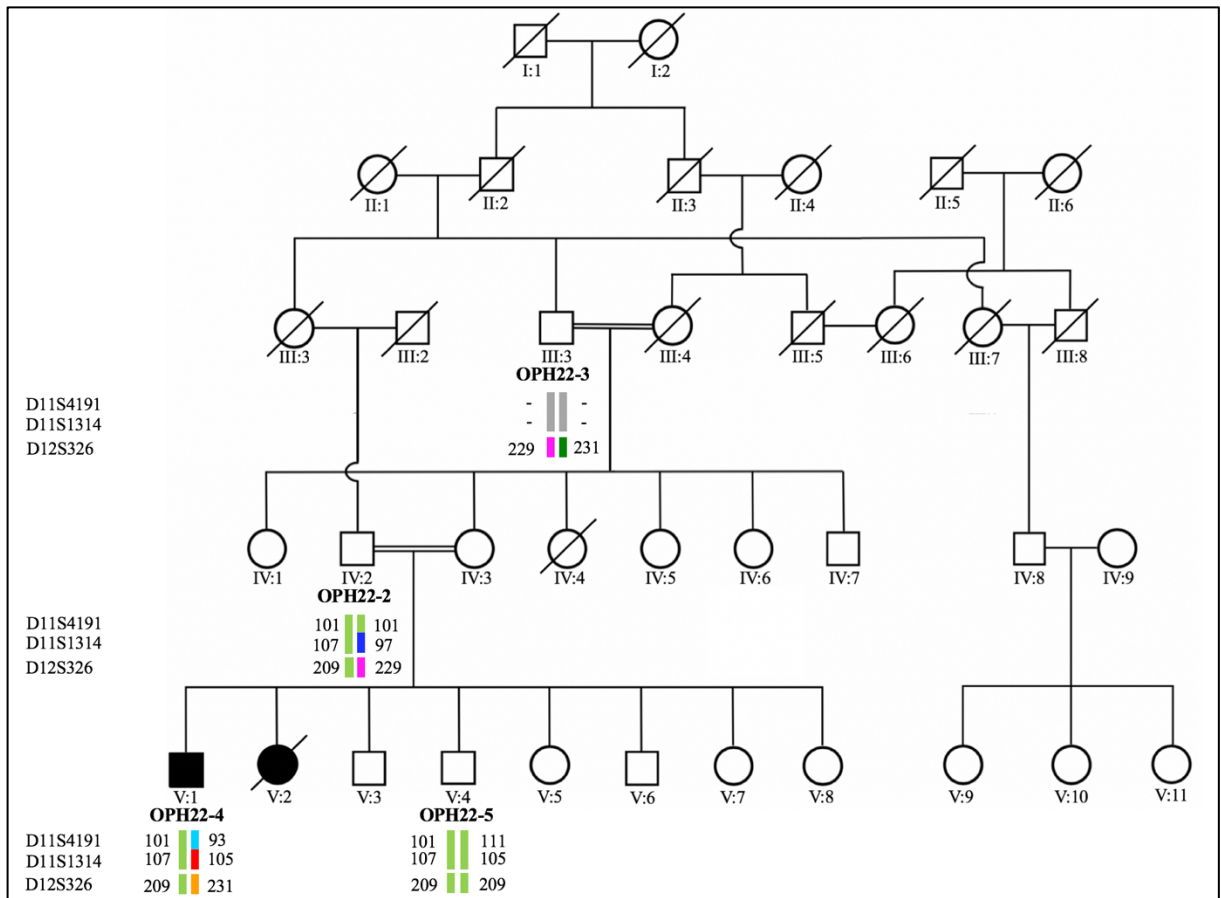 I:1 I:2
II:1 II:2 II:3 II:4 II:5 II:6
III:3 III:2 III:3 III:4 III:5 III:6 III:7 III:8
OPH22-3
D11S4191 - -
D11S1314 - -
D12S326 229 231
IV:1 IV:2 IV:3 IV:4 IV:5 IV:6 IV:7 IV:8 IV:9
OPH22-2
D11S4191 101 101
D11S1314 107 97
D12S326 209 229
V:1 V:2 V:3 V:4 V:5 V:6 V:7 V:8 V:9 V:10 V:11
OPH22-4 OPH22-5
D11S4191 101 93 101 111
D11S1314 107 105 107 105
D12S326 209 231 209 209